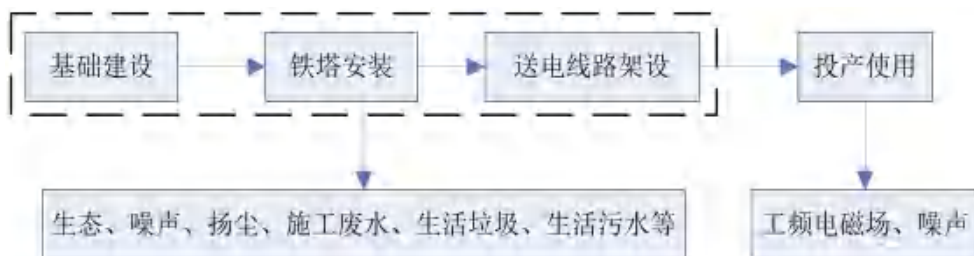 基础建设
铁塔安装
送电线路架设
投产使用
生态、噪声、扬尘、施工废水、生活垃圾、生活污水等
工频电磁场、噪声